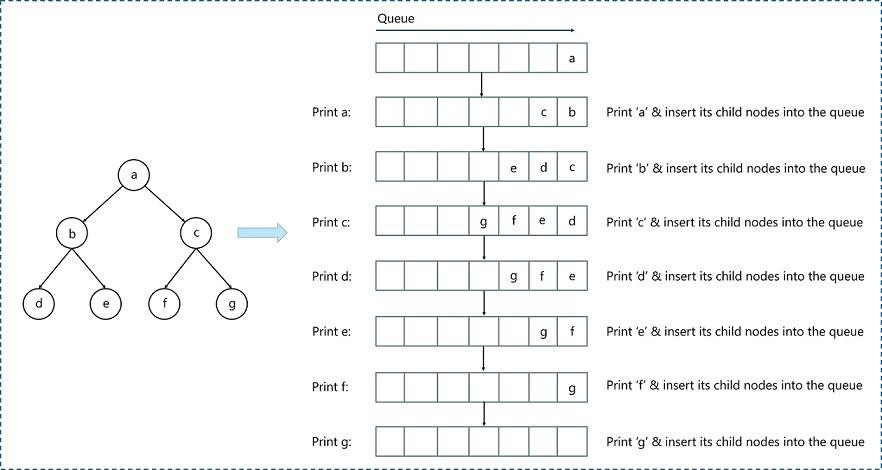 Queue
a
Print a: c b Print 'a' & insert its child nodes into the queue
Print b: e d c Print 'b' & insert its child nodes into the queue
a
Print c: g f e d Print 'c' & insert its child nodes into the queue
b c
Print d: g f e Print 'd' & insert its child nodes into the queue
d e f g
Print e: g f Print 'e' & insert its child nodes into the queue
Print f: g Print 'f' & insert its child nodes into the queue
Print g: Print 'g' & insert its child nodes into the queue